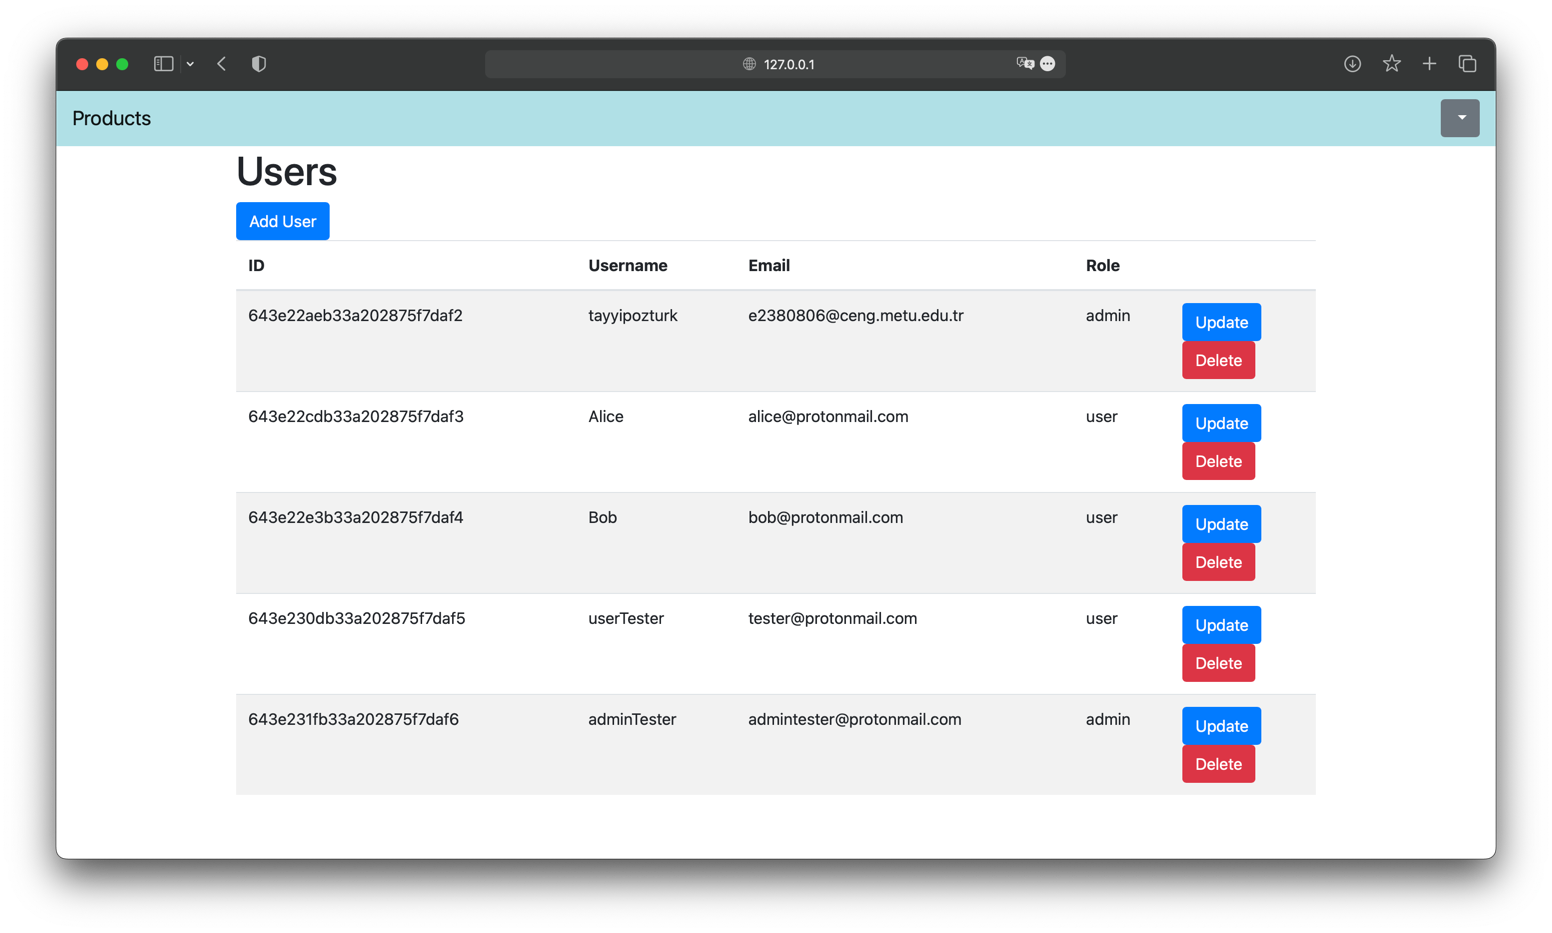 127.0.0.1
Products
Users
Add User
ID Username Email Role
643e22aeb33a202875f7daf2 tayyipozturk e2380806@ceng.metu.edu.tr admin Update
Delete
643e22cdb33a202875f7daf3 Alice alice@protonmail.com user Update
Delete
643e22e3b33a202875f7daf4 Bob bob@protonmail.com user Update
Delete
643e230db33a202875f7daf5 userTester tester@protonmail.com user Update
Delete
643e231fb33a202875f7daf6 adminTester admintester@protonmail.com admin Update
Delete